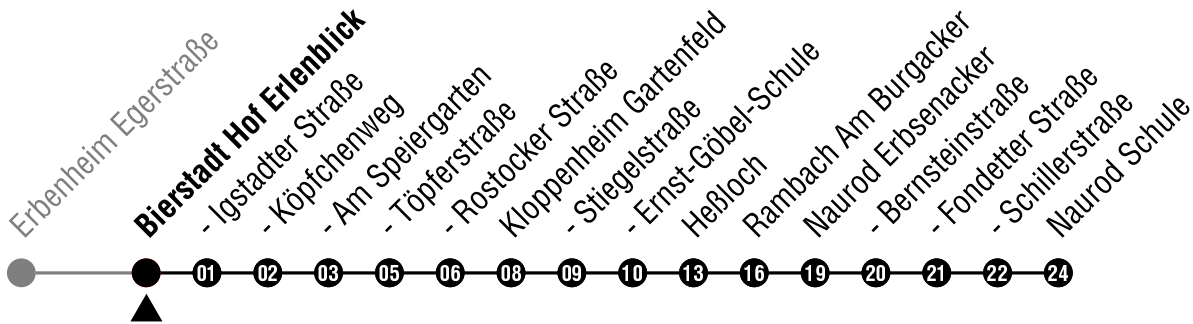 Erbenheim Egerstraße
Bierstadt Hof Erlenblick
- Igstadter Straße
- Köpfchenweg
- Am Speiergarten
- Töpferstraße
- Rostocker Straße
Kloppenheim Gartenfeld
- Stiegelstraße
- Ernst-Göbel-Schule
Heßloch
Rambach Am Burgacker
Naurod Erbsenacker
- Bernsteinstraße
- Fondetter Straße
- Schillerstraße
Naurod Schule
01 02 03 05 06 08 09 10 13 16 19 20 21 22 24